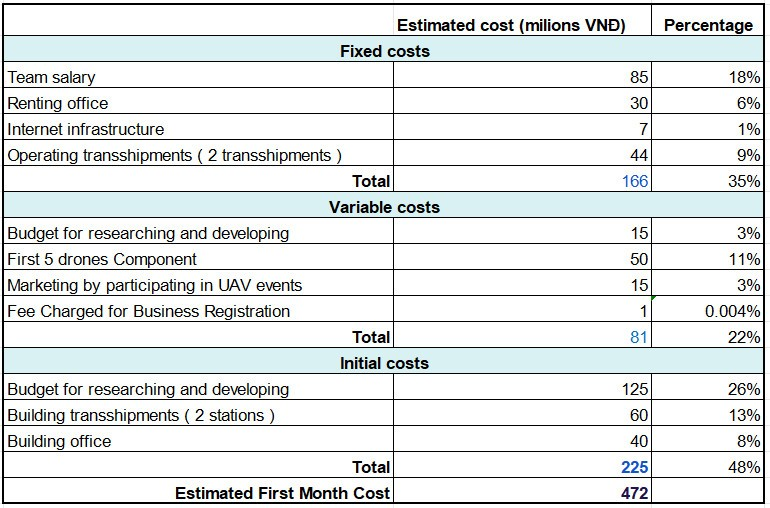 Estimated cost (milions VNĐ) Percentage
Fixed costs
Team salary 85 18%
Renting office 30 6%
Internet infrastructure 7 1%
Operating transshipments ( 2 transshipments ) 44 9%
Total 166 35%
Variable costs
Budget for researching and developing 15 3%
First 5 drones Component 50 11%
Marketing by participating in UAV events 15 3%
Fee Charged for Business Registration 1 0.004%
Total 81 22%
Initial costs
Budget for researching and developing 125 26%
Building transshipments ( 2 stations ) 60 13%
Building office 40 8%
Total 225 48%
Estimated First Month Cost 472